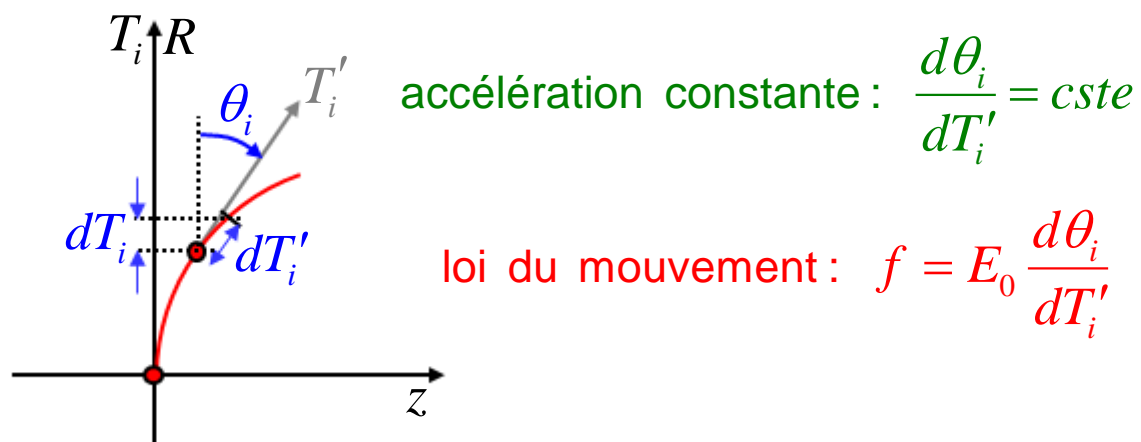 T_i R
θ_i
T_i′
dT_i
dT_i′
z
accélération constante : dθ_i/dT_i′ = cste
loi du mouvement : f = E_0 dθ_i/dT_i′